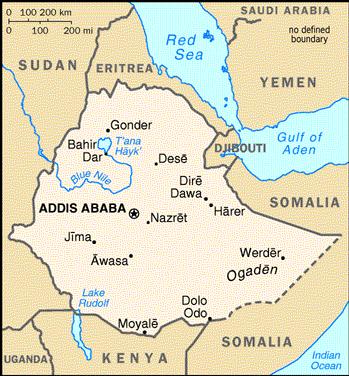 0 100 200 km
0 100 200 mi
SAUDI ARABIA
no defined
boundary
Red
Sea
SUDAN
ERITREA
YEMEN
Gonder
T'ana
Hāyk'
Bahir
Dar
Gulf of
Aden
DJIBOUTI
Desē
Blue Nile
Dirē
Dawa
Hārer
SOMALIA
ADDIS ABABA
Nazrēt
Jīma
Āwasa
Werdēr
Ogadēn
Lake
Rudolf
Dolo
Odo
Moyalē
UGANDA
KENYA
SOMALIA
Indian
Ocean